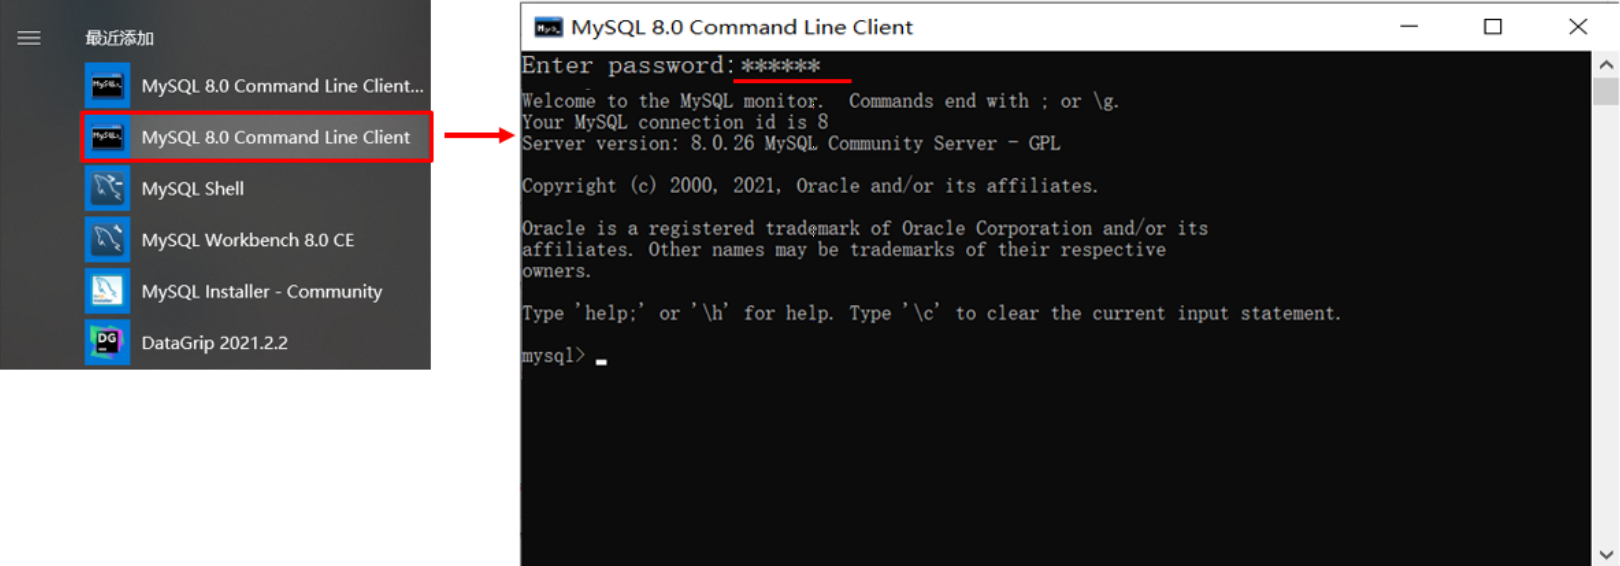 最近添加
MySQL 8.0 Command Line Client...
MySQL 8.0 Command Line Client
MySQL Shell
MySQL Workbench 8.0 CE
MySQL Installer - Community
DG
DataGrip 2021.2.2
MySQL 8.0 Command Line Client
Enter password:******
Welcome to the MySQL monitor.  Commands end with ; or \g.
Your MySQL connection id is 8
Server version: 8.0.26 MySQL Community Server - GPL
Copyright (c) 2000, 2021, Oracle and/or its affiliates.
Oracle is a registered trademark of Oracle Corporation and/or its
affiliates. Other names may be trademarks of their respective
owners.
Type 'help;' or '\h' for help. Type '\c' to clear the current input statement.
mysql>